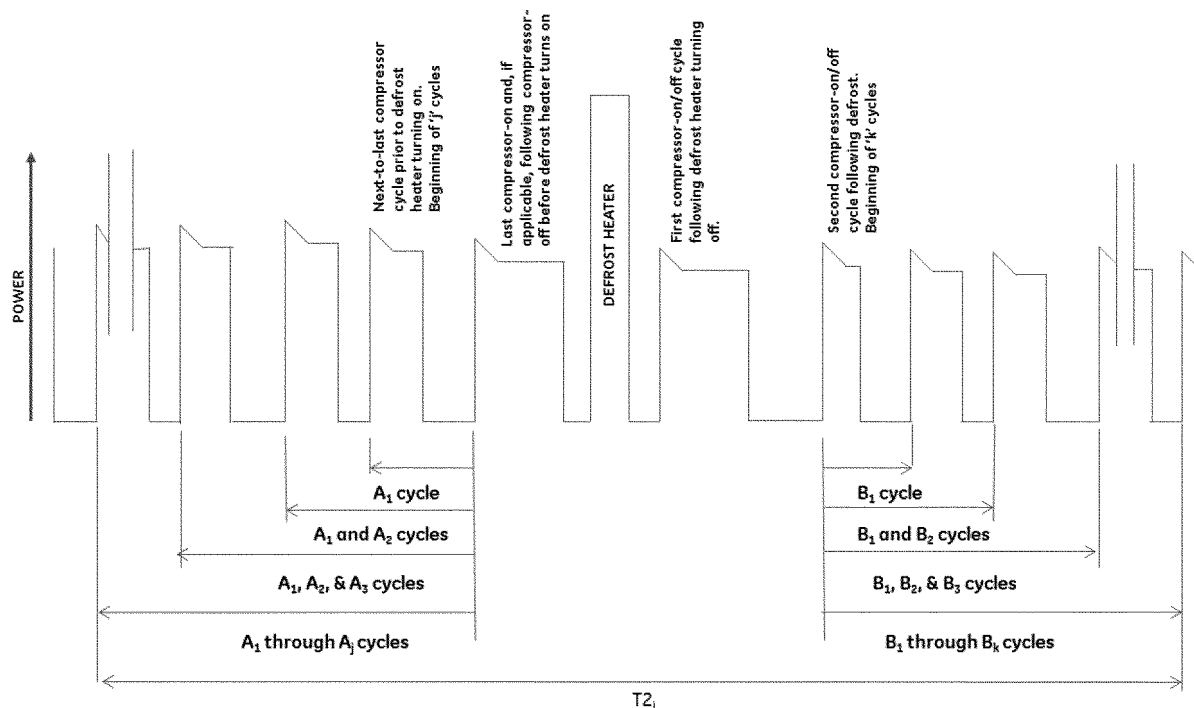 POWER
Next-to-last compressor
cycle prior to defrost
heater turning on.
Beginning of 'j' cycles
Last compressor-on and, if
applicable, following compressor-
off before defrost heater turns on
DEFROST HEATER
First compressor-on/off cycle
following defrost heater turning
off.
Second compressor-on/off
cycle following defrost.
Beginning of 'k' cycles
A₁ cycle
A₁ and A₂ cycles
A₁, A₂, & A₃ cycles
A₁ through Aⱼ cycles
B₁ cycle
B₁ and B₂ cycles
B₁, B₂, & B₃ cycles
B₁ through Bₖ cycles
T2ᵢ